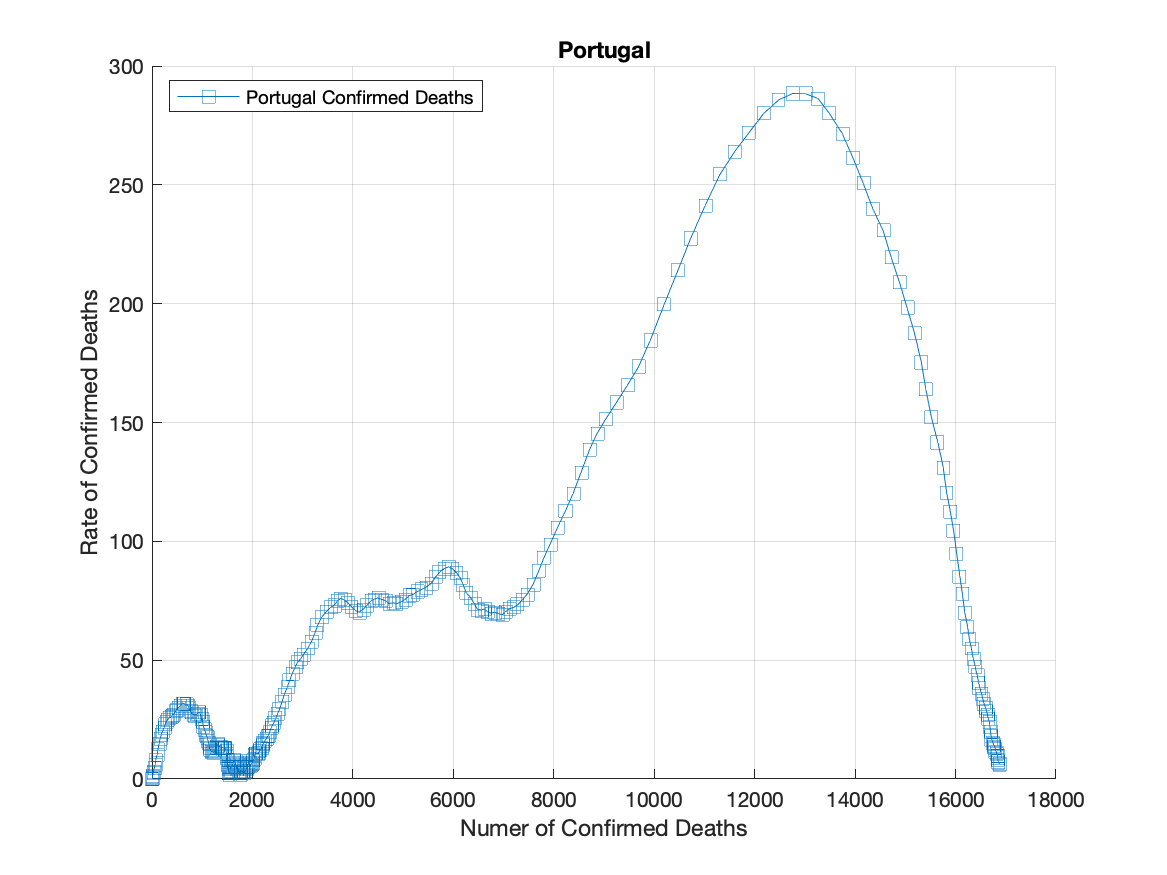 Portugal
Portugal Confirmed Deaths
300
250
200
150
100
50
0
Rate of Confirmed Deaths
0 2000 4000 6000 8000 10000 12000 14000 16000 18000
Numer of Confirmed Deaths